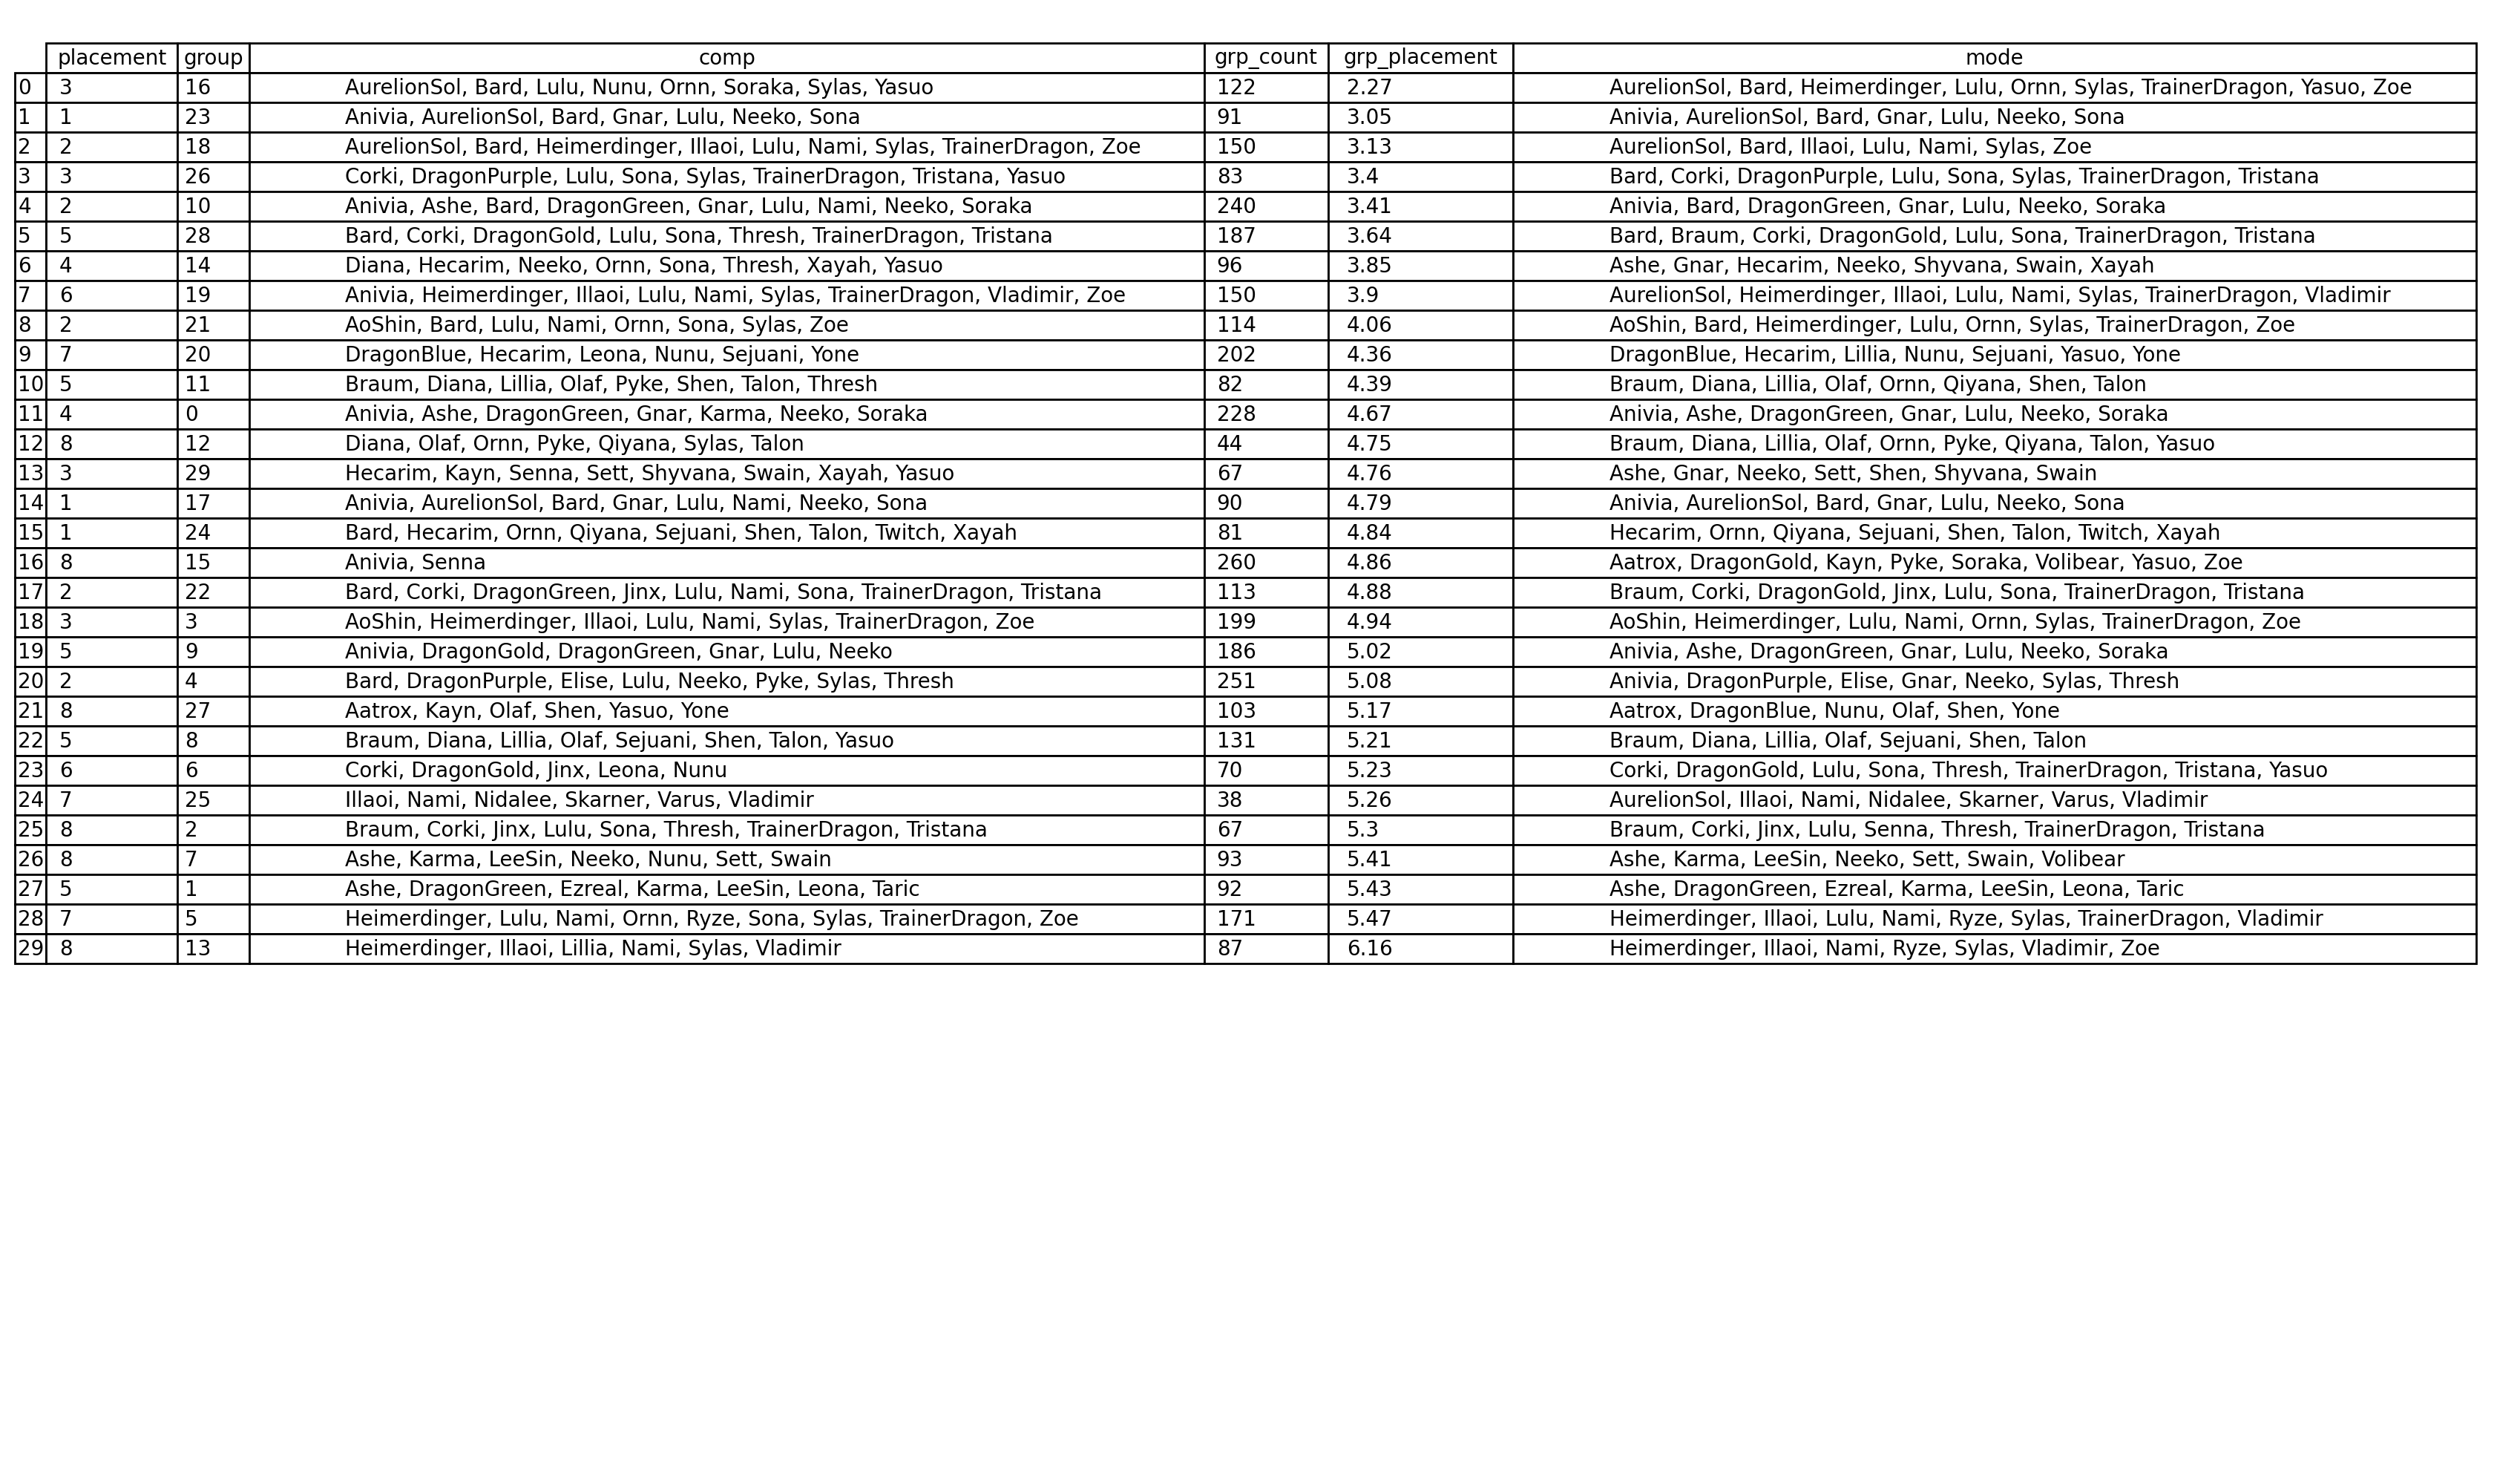 placement group comp grp_count grp_placement mode
0 3 16 AurelionSol, Bard, Lulu, Nunu, Ornn, Soraka, Sylas, Yasuo 122 2.27 AurelionSol, Bard, Heimerdinger, Lulu, Ornn, Sylas, TrainerDragon, Yasuo, Zoe
1 1 23 Anivia, AurelionSol, Bard, Gnar, Lulu, Neeko, Sona 91 3.05 Anivia, AurelionSol, Bard, Gnar, Lulu, Neeko, Sona
2 2 18 AurelionSol, Bard, Heimerdinger, Illaoi, Lulu, Nami, Sylas, TrainerDragon, Zoe 150 3.13 AurelionSol, Bard, Illaoi, Lulu, Nami, Sylas, Zoe
3 3 26 Corki, DragonPurple, Lulu, Sona, Sylas, TrainerDragon, Tristana, Yasuo 83 3.4 Bard, Corki, DragonPurple, Lulu, Sona, Sylas, TrainerDragon, Tristana
4 2 10 Anivia, Ashe, Bard, DragonGreen, Gnar, Lulu, Nami, Neeko, Soraka 240 3.41 Anivia, Bard, DragonGreen, Gnar, Lulu, Neeko, Soraka
5 5 28 Bard, Corki, DragonGold, Lulu, Sona, Thresh, TrainerDragon, Tristana 187 3.64 Bard, Braum, Corki, DragonGold, Lulu, Sona, TrainerDragon, Tristana
6 4 14 Diana, Hecarim, Neeko, Ornn, Sona, Thresh, Xayah, Yasuo 96 3.85 Ashe, Gnar, Hecarim, Neeko, Shyvana, Swain, Xayah
7 6 19 Anivia, Heimerdinger, Illaoi, Lulu, Nami, Sylas, TrainerDragon, Vladimir, Zoe 150 3.9 AurelionSol, Heimerdinger, Illaoi, Lulu, Nami, Sylas, TrainerDragon, Vladimir
8 2 21 AoShin, Bard, Lulu, Nami, Ornn, Sona, Sylas, Zoe 114 4.06 AoShin, Bard, Heimerdinger, Lulu, Ornn, Sylas, TrainerDragon, Zoe
9 7 20 DragonBlue, Hecarim, Leona, Nunu, Sejuani, Yone 202 4.36 DragonBlue, Hecarim, Lillia, Nunu, Sejuani, Yasuo, Yone
10 5 11 Braum, Diana, Lillia, Olaf, Pyke, Shen, Talon, Thresh 82 4.39 Braum, Diana, Lillia, Olaf, Ornn, Qiyana, Shen, Talon
11 4 0 Anivia, Ashe, DragonGreen, Gnar, Karma, Neeko, Soraka 228 4.67 Anivia, Ashe, DragonGreen, Gnar, Lulu, Neeko, Soraka
12 8 12 Diana, Olaf, Ornn, Pyke, Qiyana, Sylas, Talon 44 4.75 Braum, Diana, Lillia, Olaf, Ornn, Pyke, Qiyana, Talon, Yasuo
13 3 29 Hecarim, Kayn, Senna, Sett, Shyvana, Swain, Xayah, Yasuo 67 4.76 Ashe, Gnar, Neeko, Sett, Shen, Shyvana, Swain
14 1 17 Anivia, AurelionSol, Bard, Gnar, Lulu, Nami, Neeko, Sona 90 4.79 Anivia, AurelionSol, Bard, Gnar, Lulu, Neeko, Sona
15 1 24 Bard, Hecarim, Ornn, Qiyana, Sejuani, Shen, Talon, Twitch, Xayah 81 4.84 Hecarim, Ornn, Qiyana, Sejuani, Shen, Talon, Twitch, Xayah
16 8 15 Anivia, Senna 260 4.86 Aatrox, DragonGold, Kayn, Pyke, Soraka, Volibear, Yasuo, Zoe
17 2 22 Bard, Corki, DragonGreen, Jinx, Lulu, Nami, Sona, TrainerDragon, Tristana 113 4.88 Braum, Corki, DragonGold, Jinx, Lulu, Sona, TrainerDragon, Tristana
18 3 3 AoShin, Heimerdinger, Illaoi, Lulu, Nami, Sylas, TrainerDragon, Zoe 199 4.94 AoShin, Heimerdinger, Lulu, Nami, Ornn, Sylas, TrainerDragon, Zoe
19 5 9 Anivia, DragonGold, DragonGreen, Gnar, Lulu, Neeko 186 5.02 Anivia, Ashe, DragonGreen, Gnar, Lulu, Neeko, Soraka
20 2 4 Bard, DragonPurple, Elise, Lulu, Neeko, Pyke, Sylas, Thresh 251 5.08 Anivia, DragonPurple, Elise, Gnar, Neeko, Sylas, Thresh
21 8 27 Aatrox, Kayn, Olaf, Shen, Yasuo, Yone 103 5.17 Aatrox, DragonBlue, Nunu, Olaf, Shen, Yone
22 5 8 Braum, Diana, Lillia, Olaf, Sejuani, Shen, Talon, Yasuo 131 5.21 Braum, Diana, Lillia, Olaf, Sejuani, Shen, Talon
23 6 6 Corki, DragonGold, Jinx, Leona, Nunu 70 5.23 Corki, DragonGold, Lulu, Sona, Thresh, TrainerDragon, Tristana, Yasuo
24 7 25 Illaoi, Nami, Nidalee, Skarner, Varus, Vladimir 38 5.26 AurelionSol, Illaoi, Nami, Nidalee, Skarner, Varus, Vladimir
25 8 2 Braum, Corki, Jinx, Lulu, Sona, Thresh, TrainerDragon, Tristana 67 5.3 Braum, Corki, Jinx, Lulu, Senna, Thresh, TrainerDragon, Tristana
26 8 7 Ashe, Karma, LeeSin, Neeko, Nunu, Sett, Swain 93 5.41 Ashe, Karma, LeeSin, Neeko, Sett, Swain, Volibear
27 5 1 Ashe, DragonGreen, Ezreal, Karma, LeeSin, Leona, Taric 92 5.43 Ashe, DragonGreen, Ezreal, Karma, LeeSin, Leona, Taric
28 7 5 Heimerdinger, Lulu, Nami, Ornn, Ryze, Sona, Sylas, TrainerDragon, Zoe 171 5.47 Heimerdinger, Illaoi, Lulu, Nami, Ryze, Sylas, TrainerDragon, Vladimir
29 8 13 Heimerdinger, Illaoi, Lillia, Nami, Sylas, Vladimir 87 6.16 Heimerdinger, Illaoi, Nami, Ryze, Sylas, Vladimir, Zoe